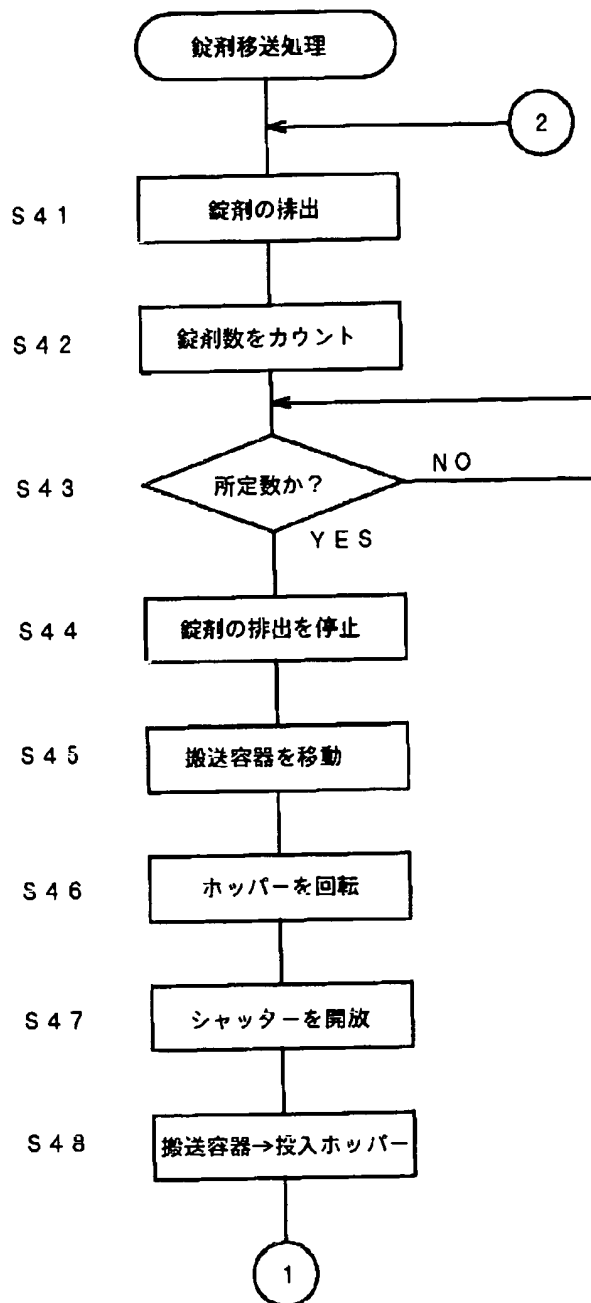 錠剤移送処理
2
S41
錠剤の排出
S42
錠剤数をカウント
S43
所定数か?
NO
YES
S44
錠剤の排出を停止
S45
搬送容器を移動
S46
ホッパーを回転
S47
シャッターを開放
S48
搬送容器→投入ホッパー
1